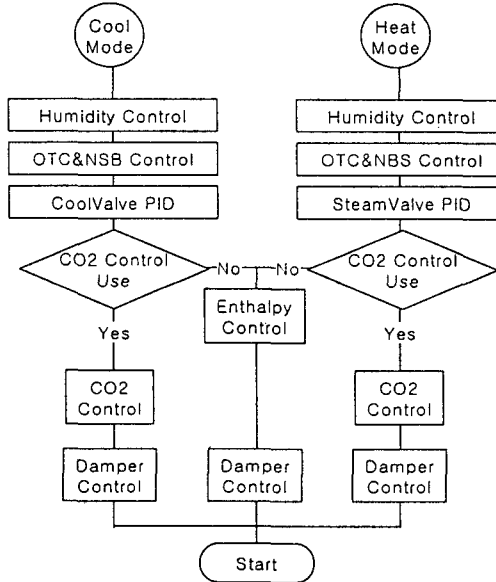 Cool
Mode
Heat
Mode
Humidity Control
Humidity Control
OTC&NSB Control
OTC&NBS Control
CoolValve PID
SteamValve PID
CO2 Control
Use
No
No
CO2 Control
Use
Enthalpy
Control
Yes
Yes
CO2
Control
CO2
Control
Damper
Control
Damper
Control
Damper
Control
Start